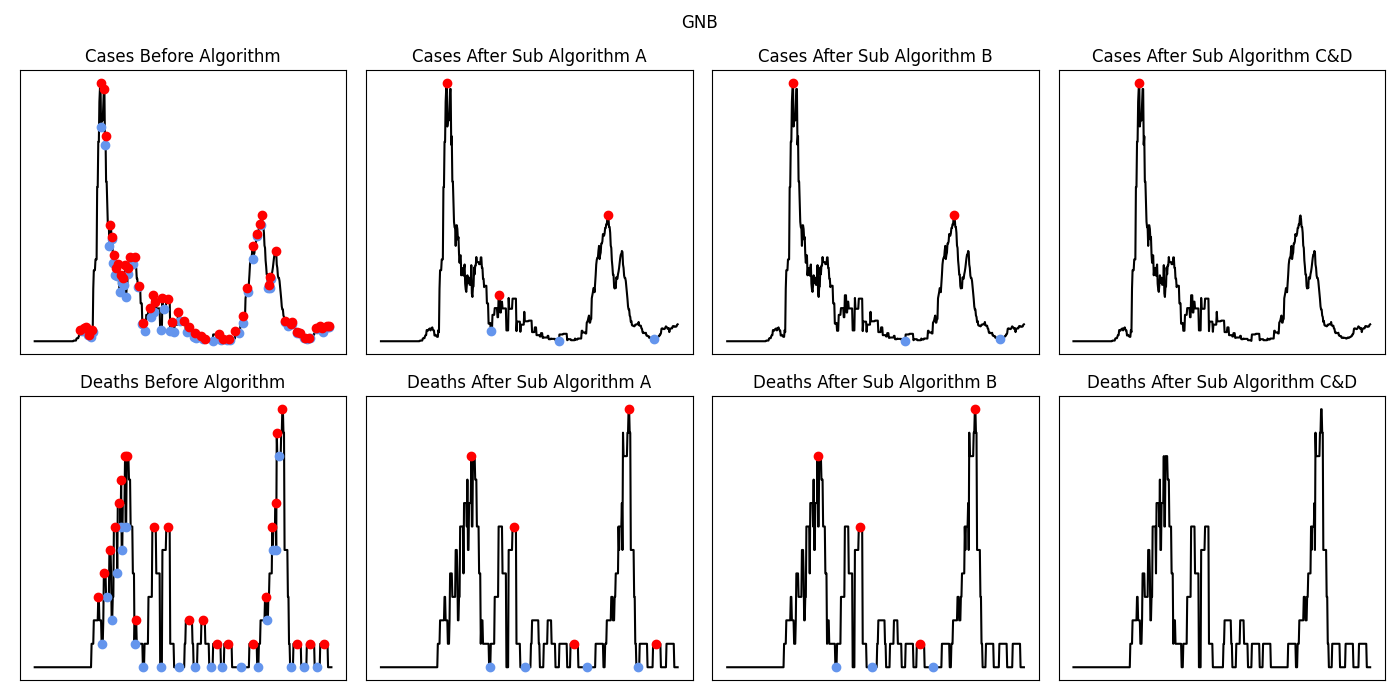 GNB
Cases Before Algorithm
Cases After Sub Algorithm A
Cases After Sub Algorithm B
Cases After Sub Algorithm C&D
Deaths Before Algorithm
Deaths After Sub Algorithm A
Deaths After Sub Algorithm B
Deaths After Sub Algorithm C&D